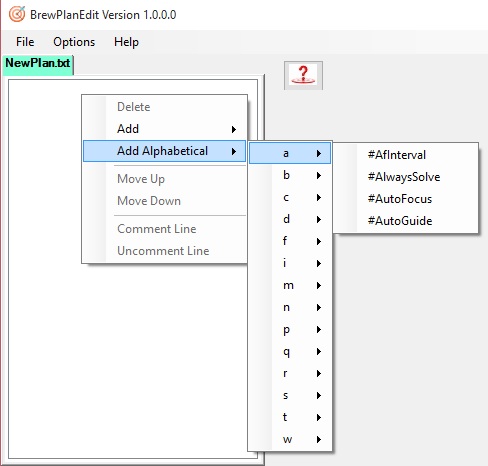 BrewPlanEdit Version 1.0.0.0
File Options Help
NewPlan.txt
?
Delete
Add
Add Alphabetical
Move Up
Move Down
Comment Line
Uncomment Line
a
b
c
d
f
i
m
n
p
q
r
s
t
w
#AfInterval
#AlwaysSolve
#AutoFocus
#AutoGuide